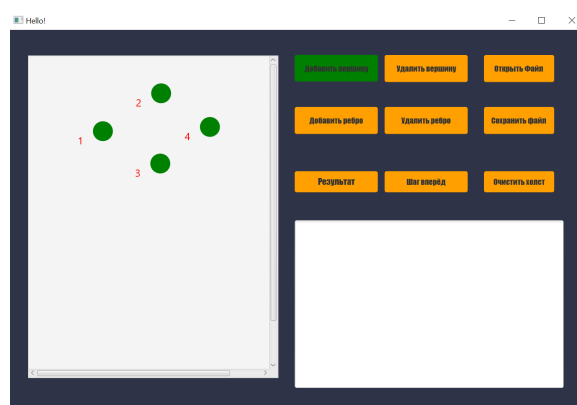 Hello!
Добавить вершину
Удалить вершину
Открыть Файл
Добавить ребро
Удалить ребро
Сохранить файл
Результат
Шаг вперёд
Очистить холст
2
4
1
3